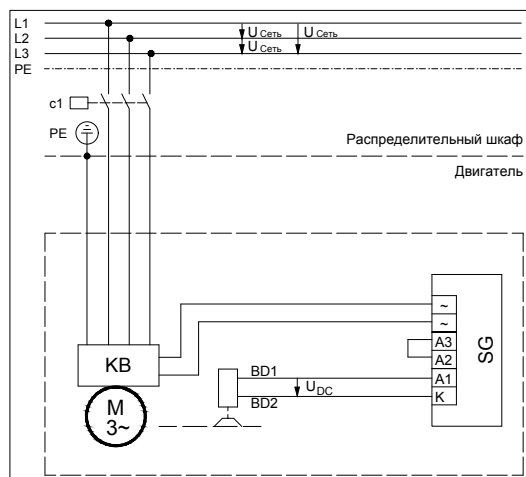 L1
L2
L3
PE
U Сеть
U Сеть
U Сеть
c1
PE
Распределительный шкаф
Двигатель
~
~
A3
A2
A1
K
SG
KB
M
3~
BD1
BD2
U DC